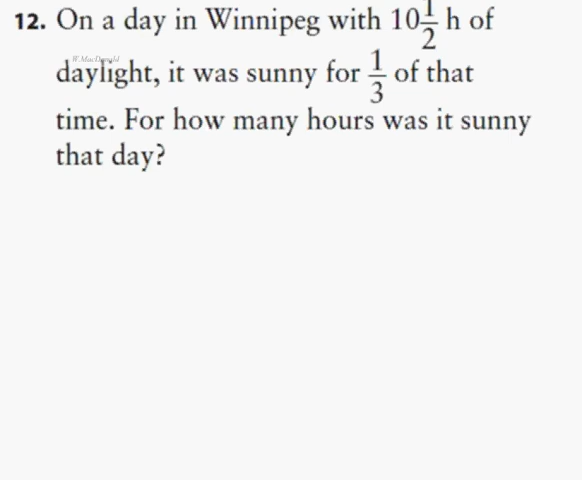 12. On a day in Winnipeg with 10 1/2 h of
W.MacDonald
daylight, it was sunny for 1/3 of that
time. For how many hours was it sunny
that day?